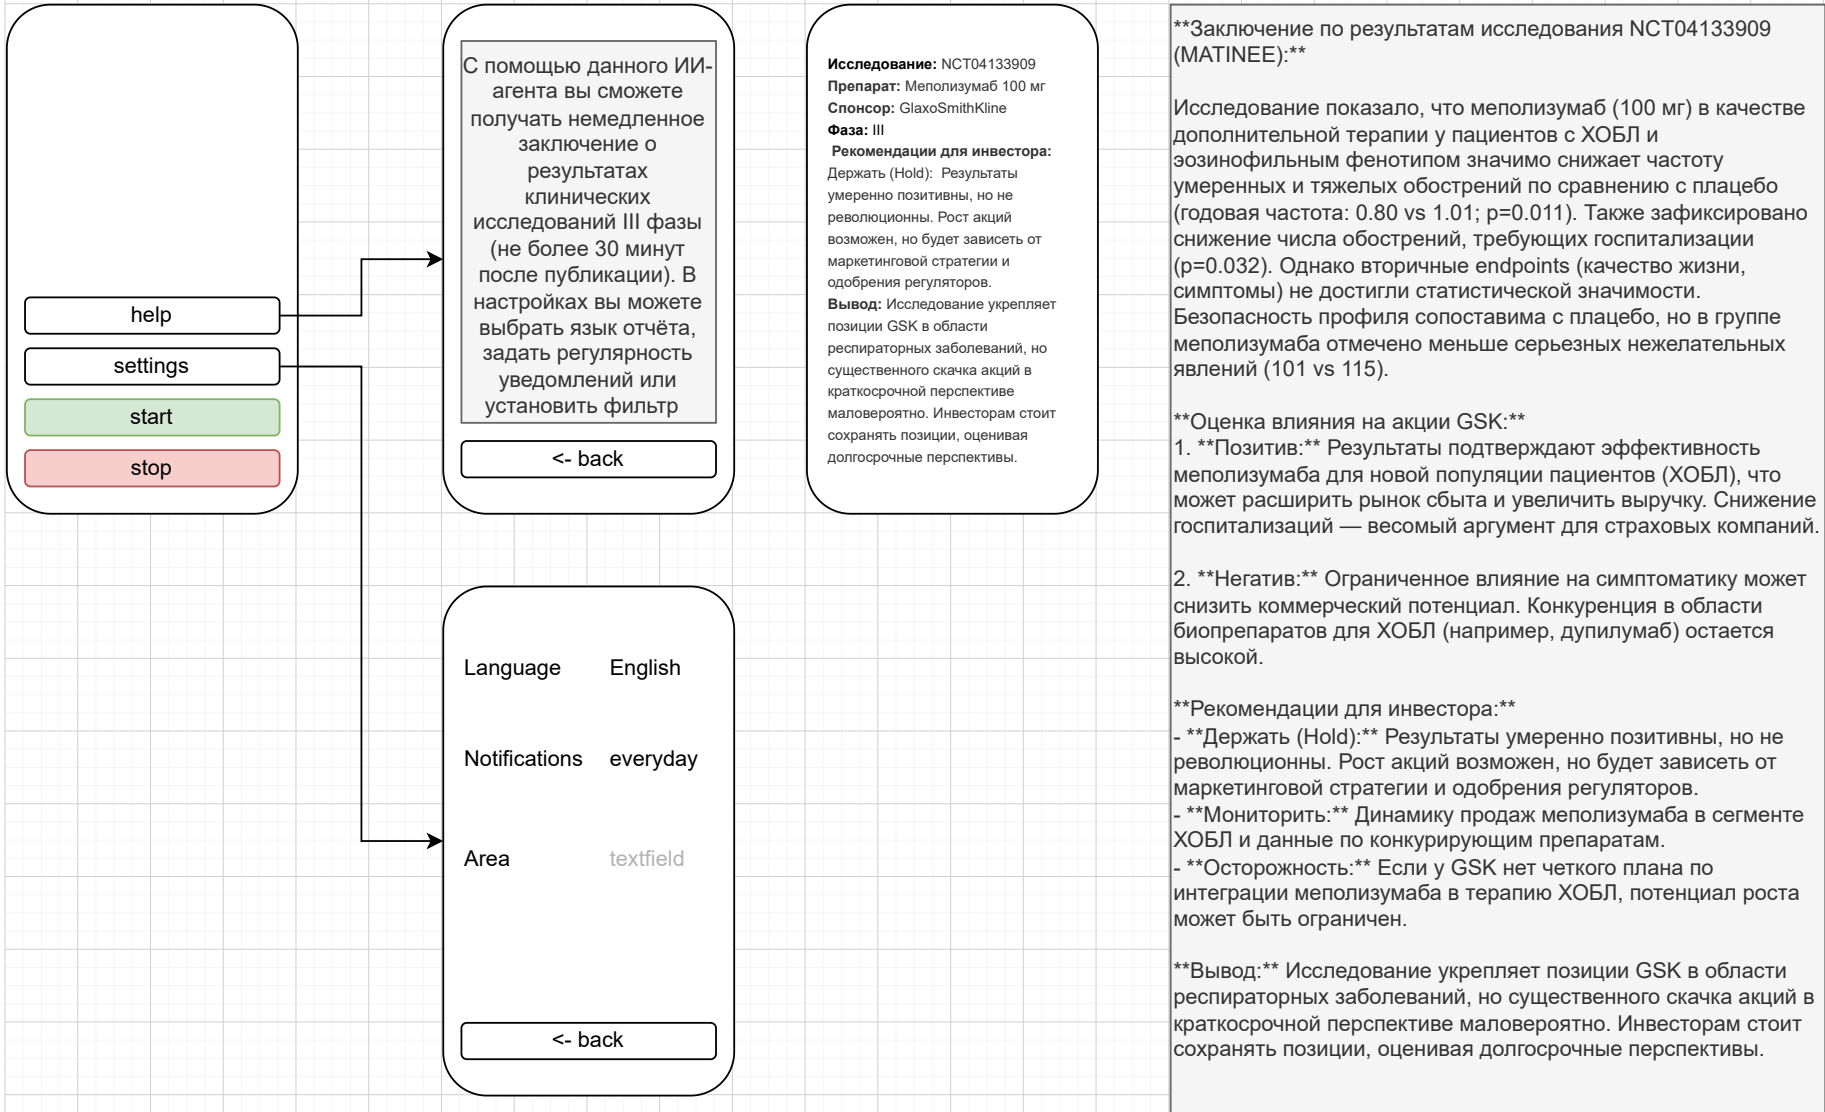 help
settings
start
stop
С помощью данного ИИ-
агента вы сможете
получать немедленное
заключение о
результатах
клинических
исследований III фазы
(не более 30 минут
после публикации). В
настройках вы можете
выбрать язык отчёта,
задать регулярность
уведомлений или
установить фильтр
<- back
Исследование: NCT04133909
Препарат: Меполизумаб 100 мг
Спонсор: GlaxoSmithKline
Фаза: III
Рекомендации для инвестора:
Держать (Hold): Результаты
умеренно позитивны, но не
революционны. Рост акций
возможен, но будет зависеть от
маркетинговой стратегии и
одобрения регуляторов.
Вывод: Исследование укрепляет
позиции GSK в области
респираторных заболеваний, но
существенного скачка акций в
краткосрочной перспективе
маловероятно. Инвесторам стоит
сохранять позиции, оценивая
долгосрочные перспективы.
Language English
Notifications everyday
Area textfield
<- back
**Заключение по результатам исследования NCT04133909
(MATINEE):**
Исследование показало, что меполизумаб (100 мг) в качестве
дополнительной терапии у пациентов с ХОБЛ и
эозинофильным фенотипом значимо снижает частоту
умеренных и тяжелых обострений по сравнению с плацебо
(годовая частота: 0.80 vs 1.01; p=0.011). Также зафиксировано
снижение числа обострений, требующих госпитализации
(p=0.032). Однако вторичные endpoints (качество жизни,
симптомы) не достигли статистической значимости.
Безопасность профиля сопоставима с плацебо, но в группе
меполизумаба отмечено меньше серьезных нежелательных
явлений (101 vs 115).
**Оценка влияния на акции GSK:**
1. **Позитив:** Результаты подтверждают эффективность
меполизумаба для новой популяции пациентов (ХОБЛ), что
может расширить рынок сбыта и увеличить выручку. Снижение
госпитализаций — весомый аргумент для страховых компаний.
2. **Негатив:** Ограниченное влияние на симптоматику может
снизить коммерческий потенциал. Конкуренция в области
биопрепаратов для ХОБЛ (например, дупилумаб) остается
высокой.
**Рекомендации для инвестора:**
- **Держать (Hold):** Результаты умеренно позитивны, но не
революционны. Рост акций возможен, но будет зависеть от
маркетинговой стратегии и одобрения регуляторов.
- **Мониторить:** Динамику продаж меполизумаба в сегменте
ХОБЛ и данные по конкурирующим препаратам.
- **Осторожность:** Если у GSK нет четкого плана по
интеграции меполизумаба в терапию ХОБЛ, потенциал роста
может быть ограничен.
**Вывод:** Исследование укрепляет позиции GSK в области
респираторных заболеваний, но существенного скачка акций в
краткосрочной перспективе маловероятно. Инвесторам стоит
сохранять позиции, оценивая долгосрочные перспективы.